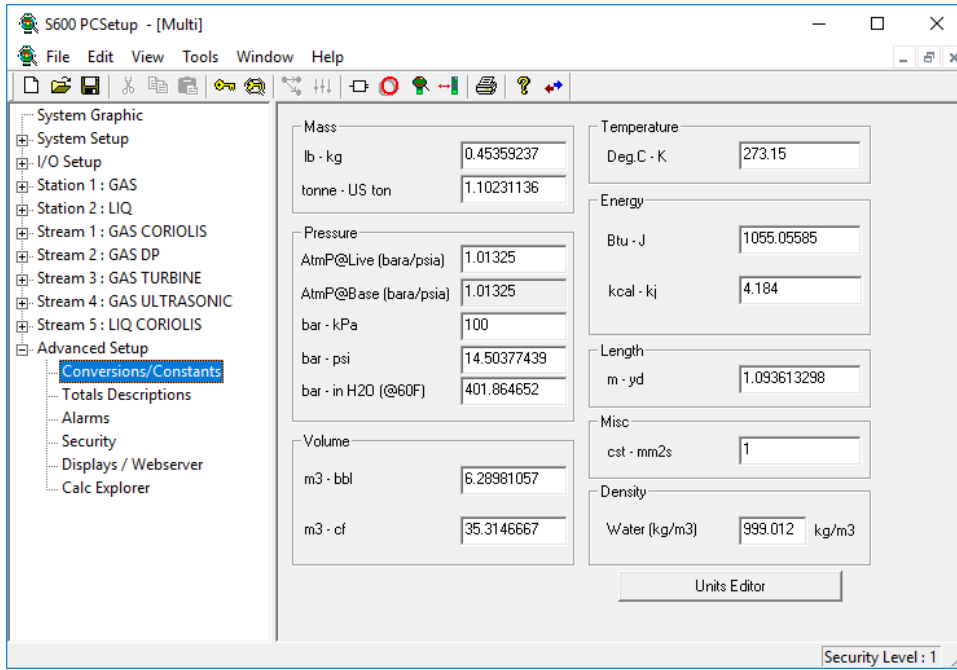 S600 PCSetup - [Multi]
File Edit View Tools Window Help
System Graphic
System Setup
I/O Setup
Station 1 : GAS
Station 2 : LIQ
Stream 1 : GAS CORIOLIS
Stream 2 : GAS DP
Stream 3 : GAS TURBINE
Stream 4 : GAS ULTRASONIC
Stream 5 : LIQ CORIOLIS
Advanced Setup
Conversions/Constants
Totals Descriptions
Alarms
Security
Displays / Webserver
Calc Explorer
Mass
lb - kg 0.45359237
tonne - US ton 1.10231136
Pressure
AtmP@Live (bara/psia) 1.01325
AtmP@Base (bara/psia) 1.01325
bar - kPa 100
bar - psi 14.50377439
bar - in H2O (@60F) 401.864652
Volume
m3 - bbl 6.28981057
m3 - cf 35.3146667
Temperature
Deg.C - K 273.15
Energy
Btu - J 1055.05585
kcal - kj 4.184
Length
m - yd 1.093613298
Misc
cst - mm2s 1
Density
Water (kg/m3) 999.012 kg/m3
Units Editor
Security Level : 1